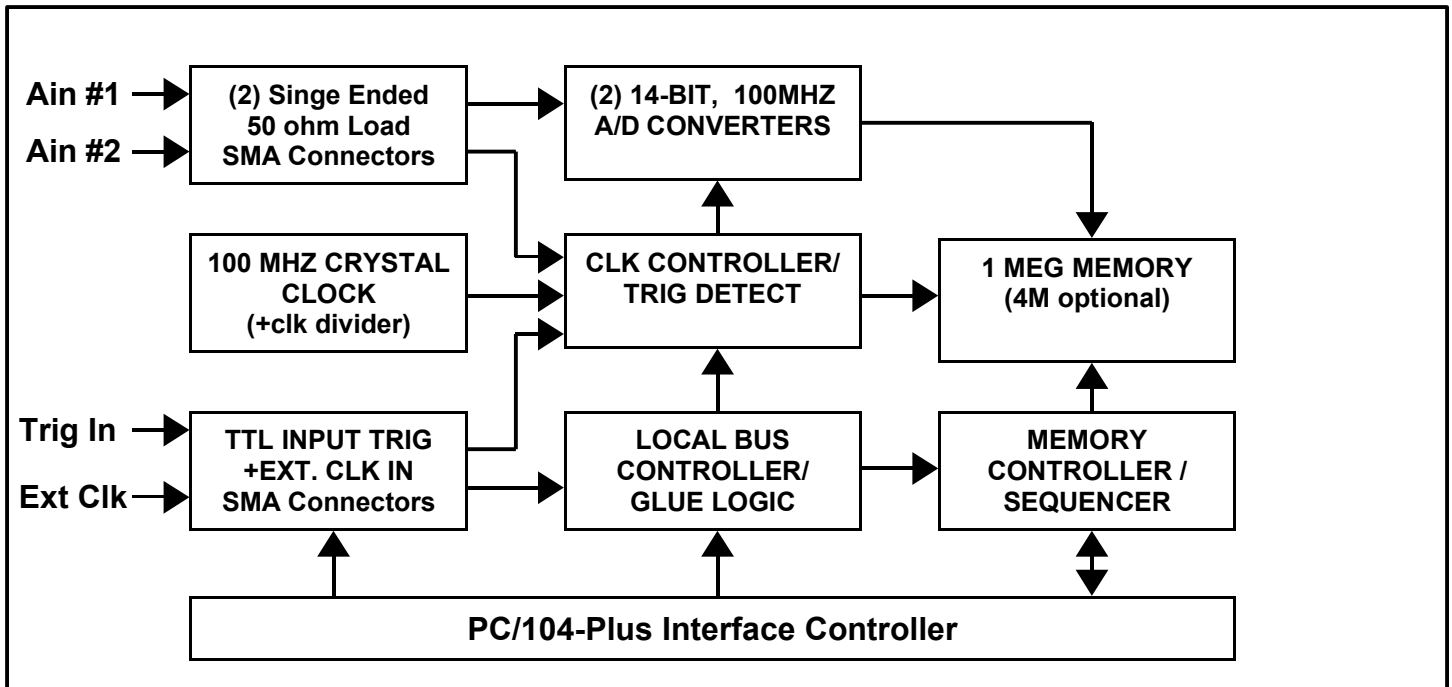 Ain #1
Ain #2
(2) Singe Ended
50 ohm Load
SMA Connectors
(2) 14-BIT, 100MHZ
A/D CONVERTERS
100 MHZ CRYSTAL
CLOCK
(+clk divider)
CLK CONTROLLER/
TRIG DETECT
1 MEG MEMORY
(4M optional)
Trig In
Ext Clk
TTL INPUT TRIG
+EXT. CLK IN
SMA Connectors
LOCAL BUS
CONTROLLER/
GLUE LOGIC
MEMORY
CONTROLLER /
SEQUENCER
PC/104-Plus Interface Controller